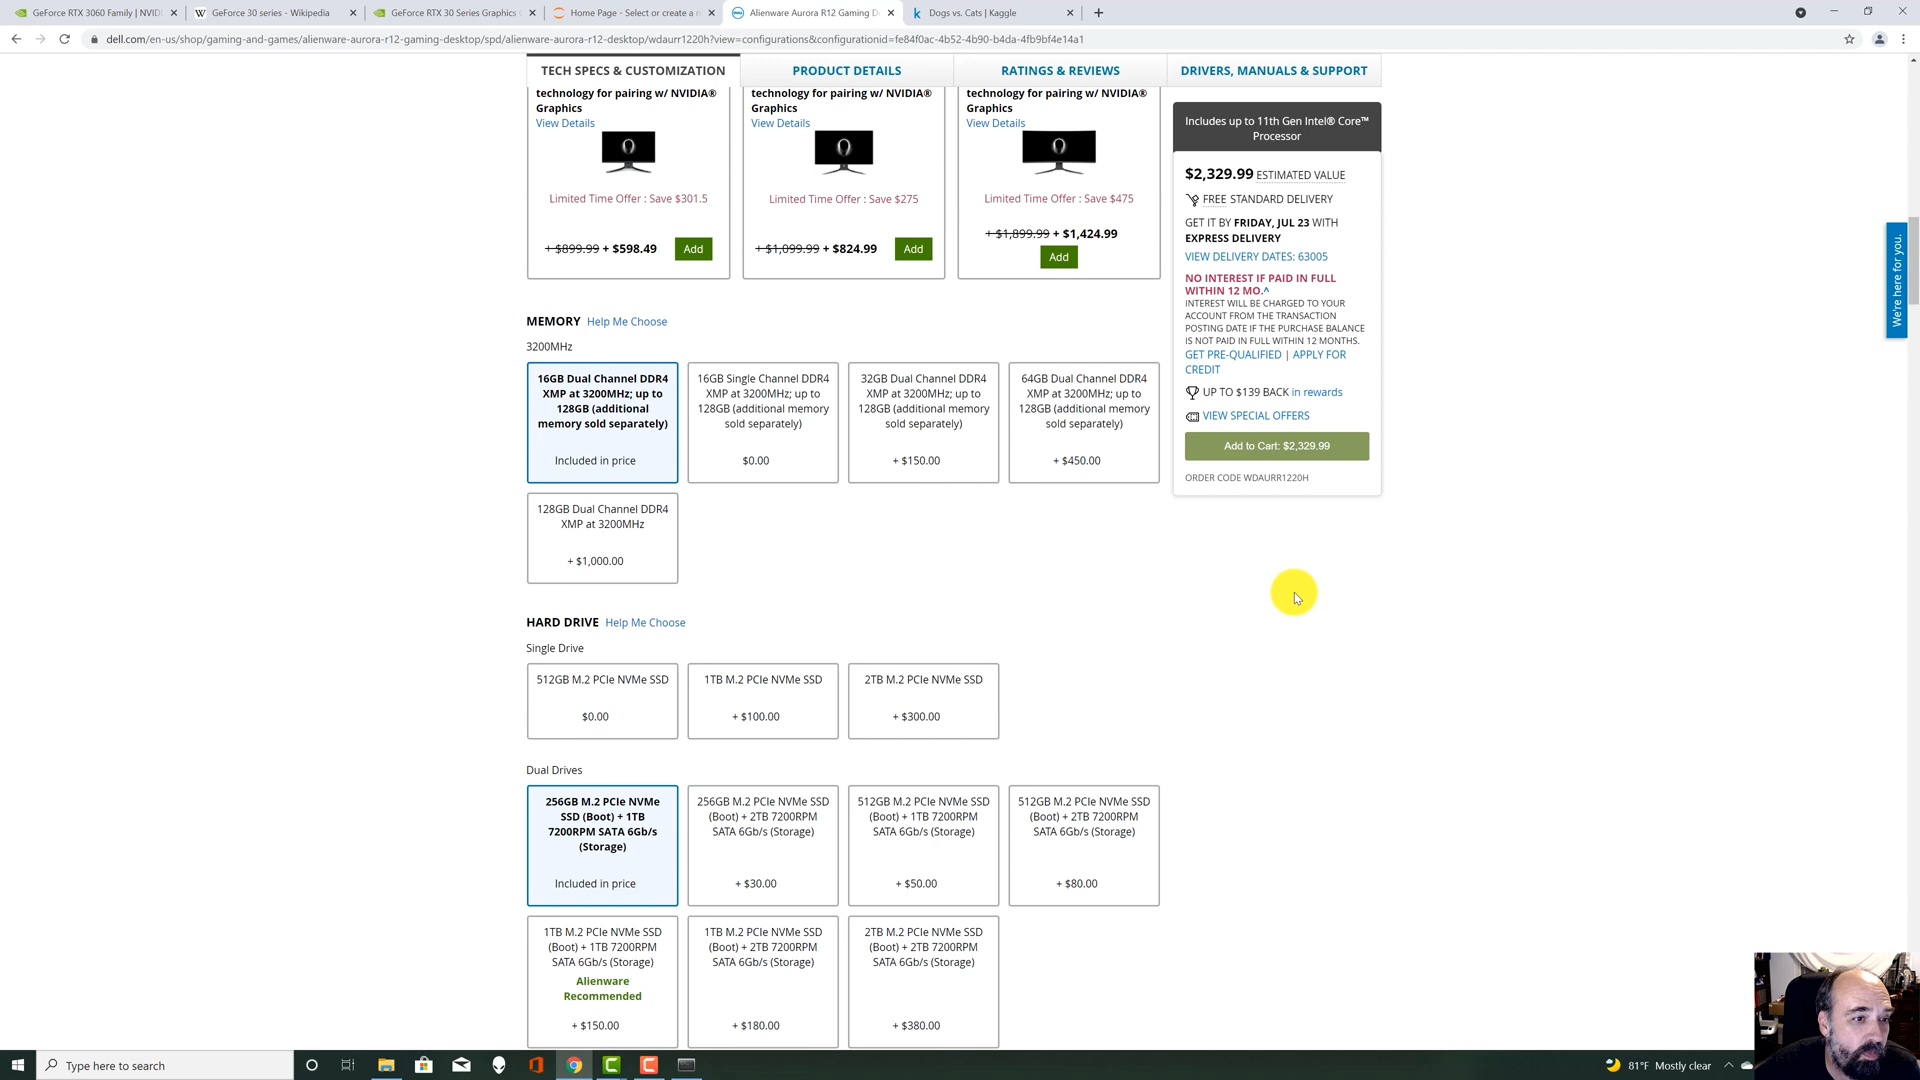 GeForce RTX 3060 Family | NVIDI
GeForce 30 series - Wikipedia
GeForce RTX 30 Series Graphics C
Home Page - Select or create a n
Alienware Aurora R12 Gaming D
Dogs vs. Cats | Kaggle
dell.com/en-us/shop/gaming-and-games/alienware-aurora-r12-gaming-desktop/spd/alienware-aurora-r12-desktop/wdaurr1220h?view=configurations&configurationid=fe84f0ac-4b52-4b90-b4da-4fb9bf4e14a1
TECH SPECS & CUSTOMIZATION
PRODUCT DETAILS
RATINGS & REVIEWS
DRIVERS, MANUALS & SUPPORT
technology for pairing w/ NVIDIA®
Graphics
View Details
Limited Time Offer : Save $301.5
+ $899.99 + $598.49
Add
technology for pairing w/ NVIDIA®
Graphics
View Details
Limited Time Offer : Save $275
+ $1,099.99 + $824.99
Add
technology for pairing w/ NVIDIA®
Graphics
View Details
Limited Time Offer : Save $475
+ $1,899.99 + $1,424.99
Add
Includes up to 11th Gen Intel® Core™
Processor
$2,329.99 ESTIMATED VALUE
FREE STANDARD DELIVERY
GET IT BY FRIDAY, JUL 23 WITH
EXPRESS DELIVERY
VIEW DELIVERY DATES: 63005
NO INTEREST IF PAID IN FULL
WITHIN 12 MO.^
INTEREST WILL BE CHARGED TO YOUR
ACCOUNT FROM THE TRANSACTION
POSTING DATE IF THE PURCHASE BALANCE
IS NOT PAID IN FULL WITHIN 12 MONTHS.
GET PRE-QUALIFIED | APPLY FOR
CREDIT
UP TO $139 BACK in rewards
VIEW SPECIAL OFFERS
Add to Cart: $2,329.99
ORDER CODE WDAURR1220H
We're here for you.
MEMORY Help Me Choose
3200MHz
16GB Dual Channel DDR4
XMP at 3200MHz; up to
128GB (additional
memory sold separately)
Included in price
16GB Single Channel DDR4
XMP at 3200MHz; up to
128GB (additional memory
sold separately)
$0.00
32GB Dual Channel DDR4
XMP at 3200MHz; up to
128GB (additional memory
sold separately)
+ $150.00
64GB Dual Channel DDR4
XMP at 3200MHz; up to
128GB (additional memory
sold separately)
+ $450.00
128GB Dual Channel DDR4
XMP at 3200MHz
+ $1,000.00
HARD DRIVE Help Me Choose
Single Drive
512GB M.2 PCIe NVMe SSD
$0.00
1TB M.2 PCIe NVMe SSD
+ $100.00
2TB M.2 PCIe NVMe SSD
+ $300.00
Dual Drives
256GB M.2 PCIe NVMe
SSD (Boot) + 1TB
7200RPM SATA 6Gb/s
(Storage)
Included in price
256GB M.2 PCIe NVMe SSD
(Boot) + 2TB 7200RPM
SATA 6Gb/s (Storage)
+ $30.00
512GB M.2 PCIe NVMe SSD
(Boot) + 1TB 7200RPM
SATA 6Gb/s (Storage)
+ $50.00
512GB M.2 PCIe NVMe SSD
(Boot) + 2TB 7200RPM
SATA 6Gb/s (Storage)
+ $80.00
1TB M.2 PCIe NVMe SSD
(Boot) + 1TB 7200RPM
SATA 6Gb/s (Storage)
Alienware
Recommended
+ $150.00
1TB M.2 PCIe NVMe SSD
(Boot) + 2TB 7200RPM
SATA 6Gb/s (Storage)
+ $180.00
2TB M.2 PCIe NVMe SSD
(Boot) + 2TB 7200RPM
SATA 6Gb/s (Storage)
+ $380.00
Type here to search
81°F Mostly clear